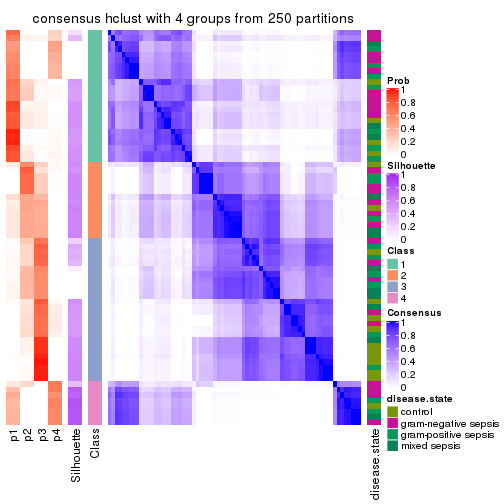 consensus hclust with 4 groups from 250 partitions
Prob
1
0.8
0.6
0.4
0.2
0
Silhouette
1
0.8
0.6
0.4
0.2
0
Class
1
2
3
4
Consensus
1
0.8
0.6
0.4
0.2
0
disease.state
control
gram-negative sepsis
gram-positive sepsis
mixed sepsis
p1
p2
p3
p4
Silhouette
Class
disease.state